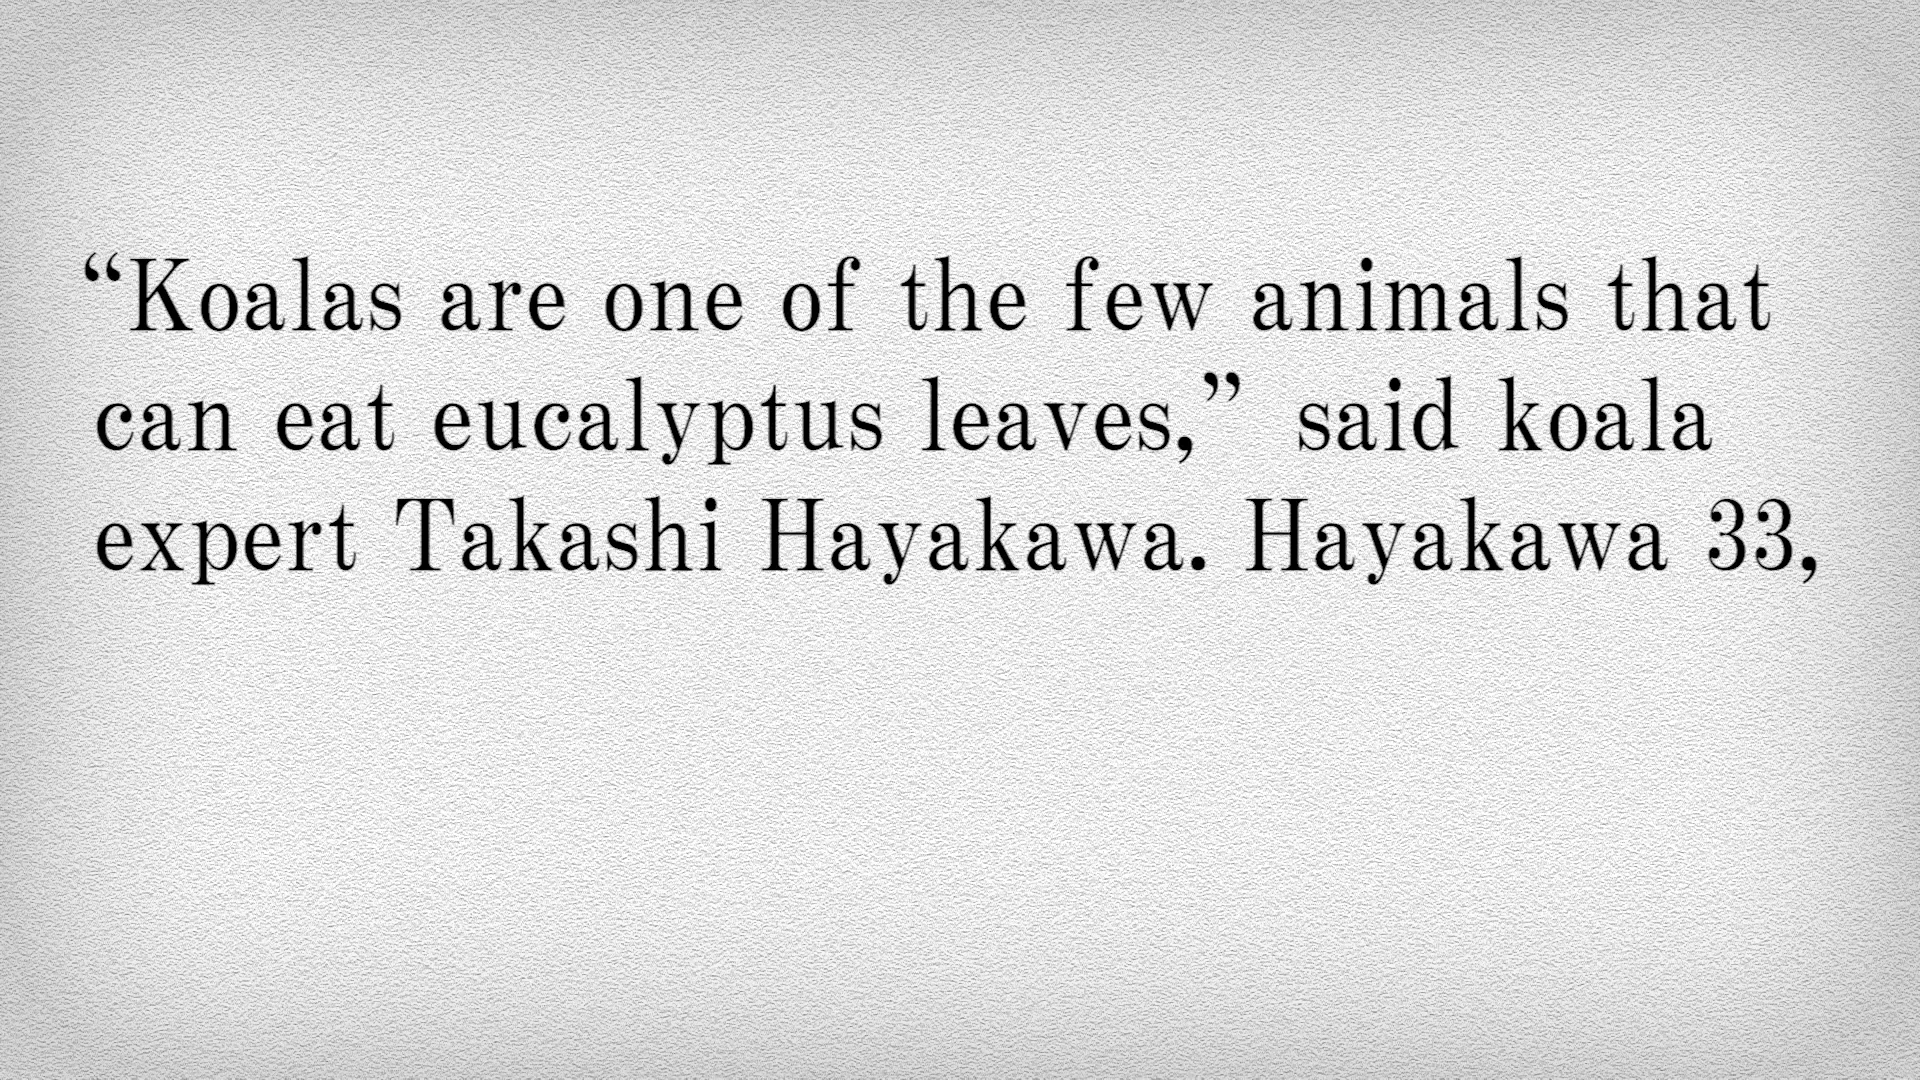 “Koalas are one of the few animals that
can eat eucalyptus leaves,” said koala
expert Takashi Hayakawa. Hayakawa 33,